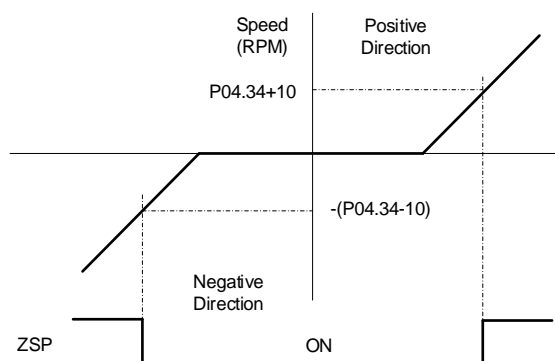 Speed
(RPM)
Positive
Direction
P04.34+10
-(P04.34-10)
Negative
Direction
ZSP
ON